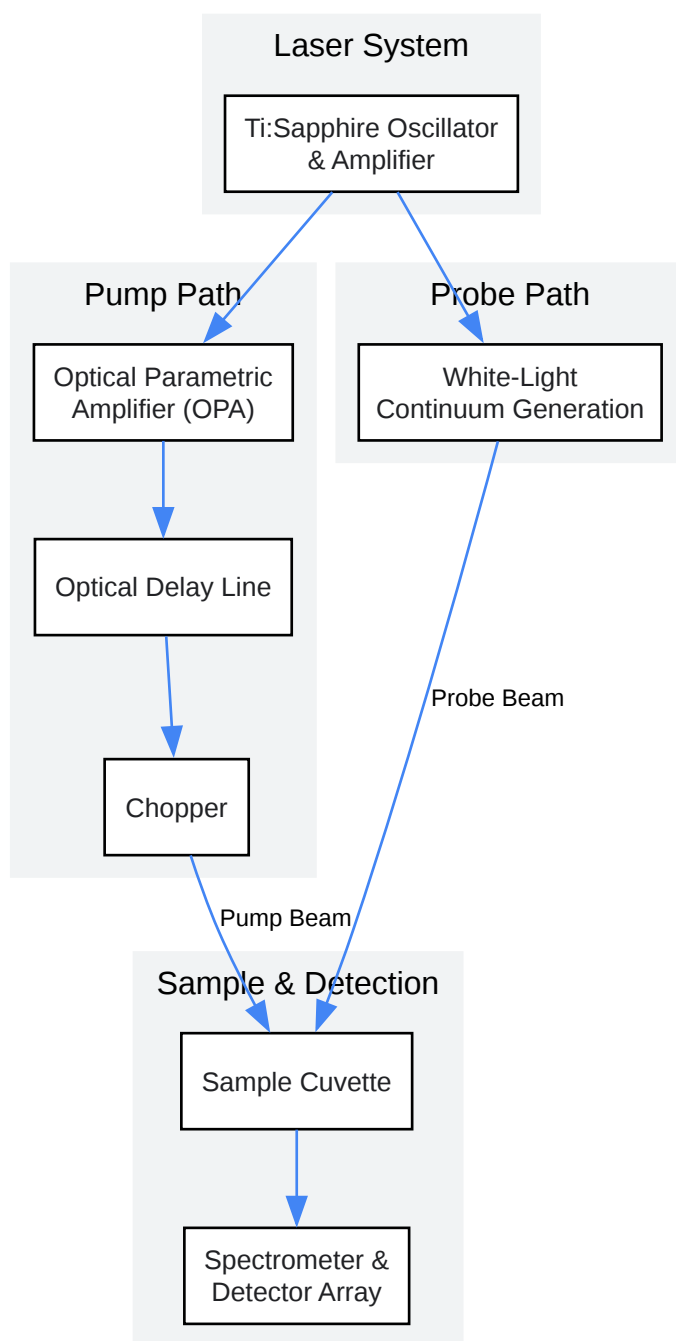 Laser System
Ti:Sapphire Oscillator
& Amplifier
Pump Path
Probe Path
Optical Parametric
Amplifier (OPA)
White-Light
Continuum Generation
Optical Delay Line
Probe Beam
Chopper
Pump Beam
Sample & Detection
Sample Cuvette
Spectrometer &
Detector Array